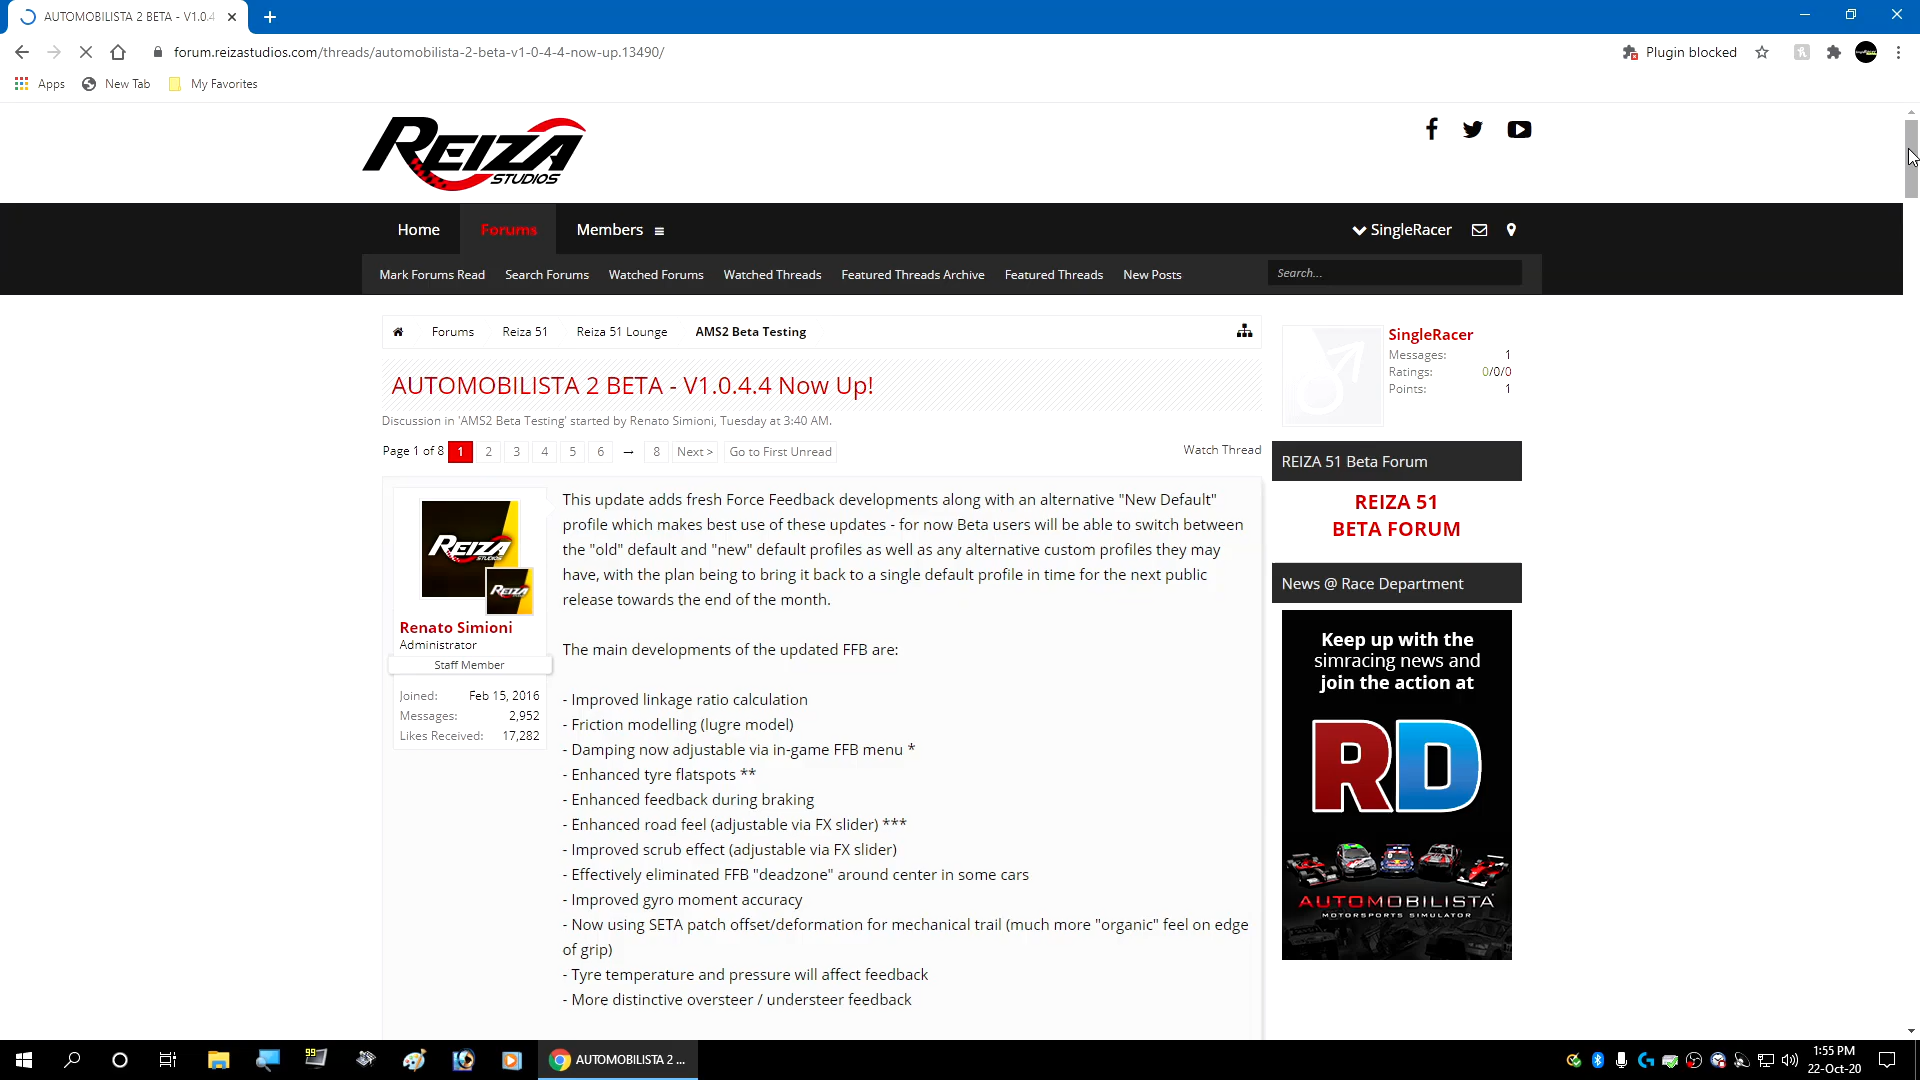 AUTOMOBILISTA 2 BETA - V1.0.4
forum.reizastudios.com/threads/automobilista-2-beta-v1-0-4-4-now-up.13490/
Plugin blocked
Apps
New Tab
My Favorites
REIZA
STUDIOS
Home
Forums
Members
SingleRacer
Mark Forums Read
Search Forums
Watched Forums
Watched Threads
Featured Threads Archive
Featured Threads
New Posts
Search...
Forums
Reiza 51
Reiza 51 Lounge
AMS2 Beta Testing
AUTOMOBILISTA 2 BETA - V1.0.4.4 Now Up!
Discussion in 'AMS2 Beta Testing' started by Renato Simioni, Tuesday at 3:40 AM.
Page 1 of 8 1 2 3 4 5 6 → 8 Next > Go to First Unread
Watch Thread
REIZA
STUDIOS
REIZA
Renato Simioni
Administrator
Staff Member
Joined: Feb 15, 2016
Messages: 2,952
Likes Received: 17,282
This update adds fresh Force Feedback developments along with an alternative "New Default"
profile which makes best use of these updates - for now Beta users will be able to switch between
the "old" default and "new" default profiles as well as any alternative custom profiles they may
have, with the plan being to bring it back to a single default profile in time for the next public
release towards the end of the month.
The main developments of the updated FFB are:
- Improved linkage ratio calculation
- Friction modelling (lugre model)
- Damping now adjustable via in-game FFB menu *
- Enhanced tyre flatspots **
- Enhanced feedback during braking
- Enhanced road feel (adjustable via FX slider) ***
- Improved scrub effect (adjustable via FX slider)
- Effectively eliminated FFB "deadzone" around center in some cars
- Improved gyro moment accuracy
- Now using SETA patch offset/deformation for mechanical trail (much more "organic" feel on edge
of grip)
- Tyre temperature and pressure will affect feedback
- More distinctive oversteer / understeer feedback
SingleRacer
Messages: 1
Ratings: 0/0/0
Points: 1
REIZA 51 Beta Forum
REIZA 51
BETA FORUM
News @ Race Department
Keep up with the
simracing news and
join the action at
RD
AUTOMOBILISTA
MOTORSPORTS SIMULATOR
99
AUTOMOBILISTA 2 ...
1:55 PM
22-Oct-20